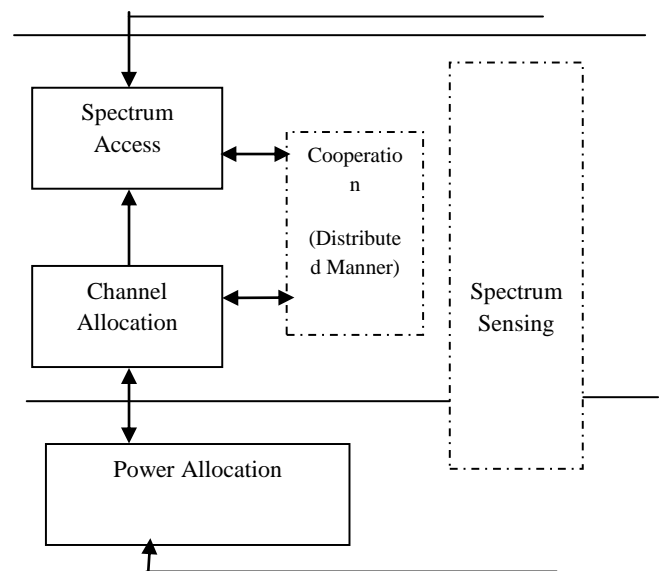 Spectrum
Access
Cooperatio
n
(Distribute
d Manner)
Channel
Allocation
Spectrum
Sensing
Power Allocation